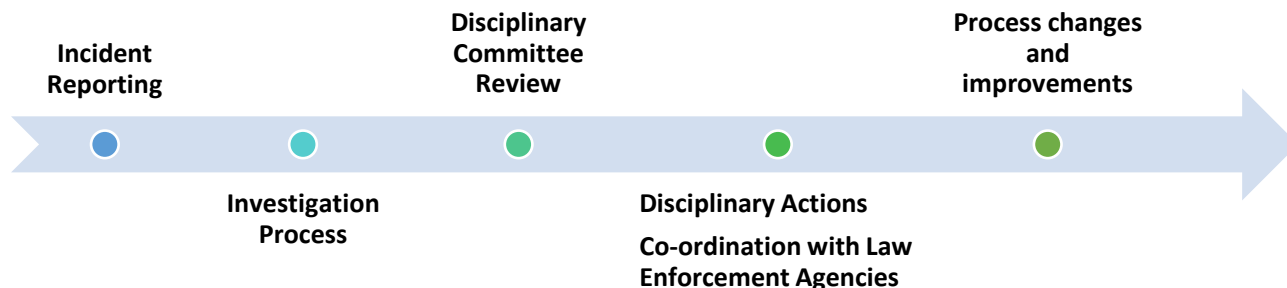 Incident
Reporting
Investigation
Process
Disciplinary
Committee
Review
Disciplinary Actions
Co-ordination with Law
Enforcement Agencies
Process changes
and
improvements